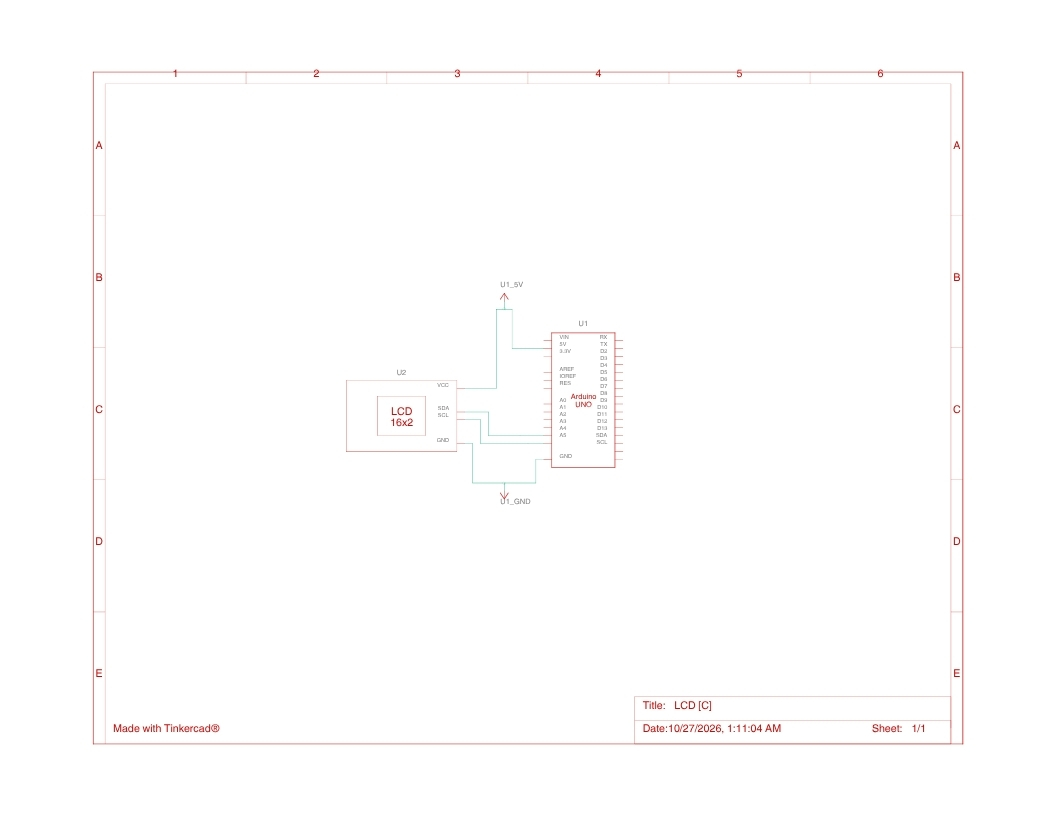 1 2 3 4 5 6
A A
B B
U1_5V
U1
VIN RX
5V TX
3.3V D2
D3
D4
AREF D5
IOREF D6
RES D7
D8
Arduino
UNO
A0 D9
A1 D10
A2 D11
A3 D12
A4 D13
A5 SDA
SCL
GND
U2
VCC
SDA
SCL
GND
LCD
16x2
C C
U1_GND
D D
E E
Title: LCD [C]
Made with Tinkercad®
Date:10/27/2026, 1:11:04 AM Sheet: 1/1